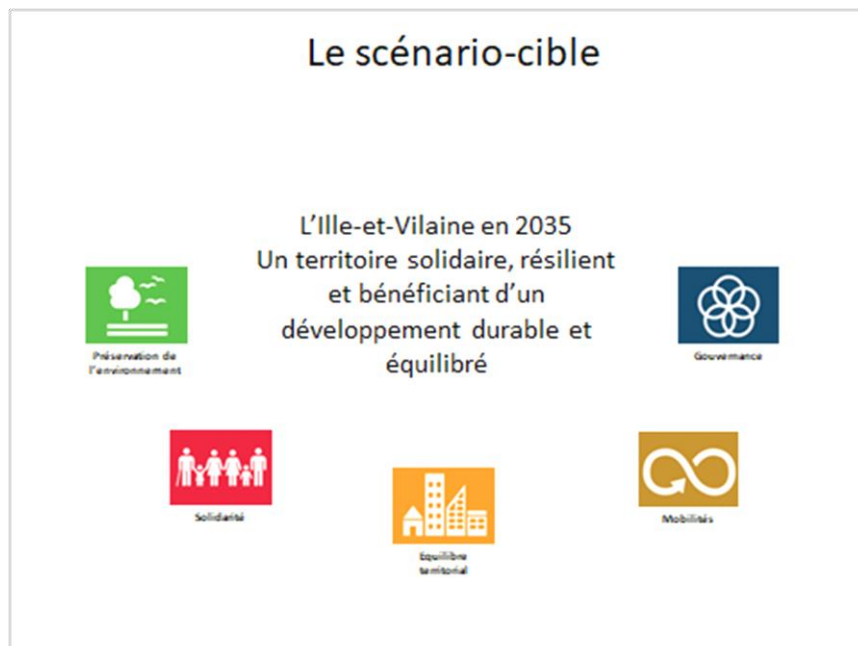 Le scénario-cible
L'Ille-et-Vilaine en 2035
Un territoire solidaire, résilient
et bénéficiant d'un
développement durable et
équilibré
Préservation de
l'environnement
Gouvernance
Solidarité
Equilibre
territorial
Mobilités